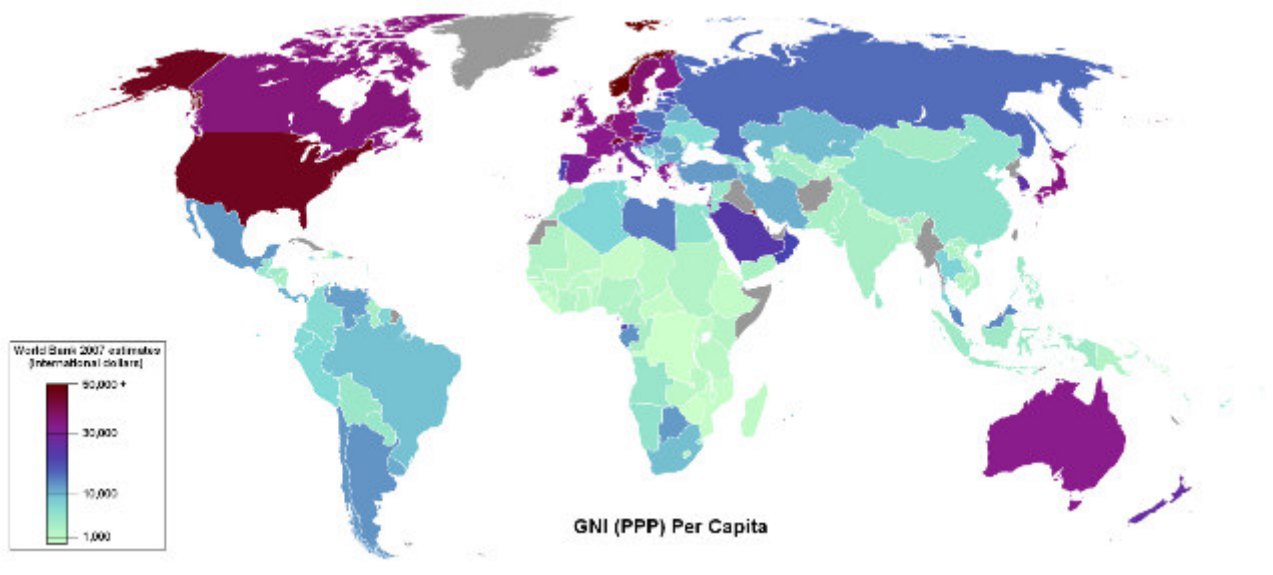 World Bank 2007 estimates
(International dollars)
50,000 +
30,000
10,000
1,000
GNI (PPP) Per Capita